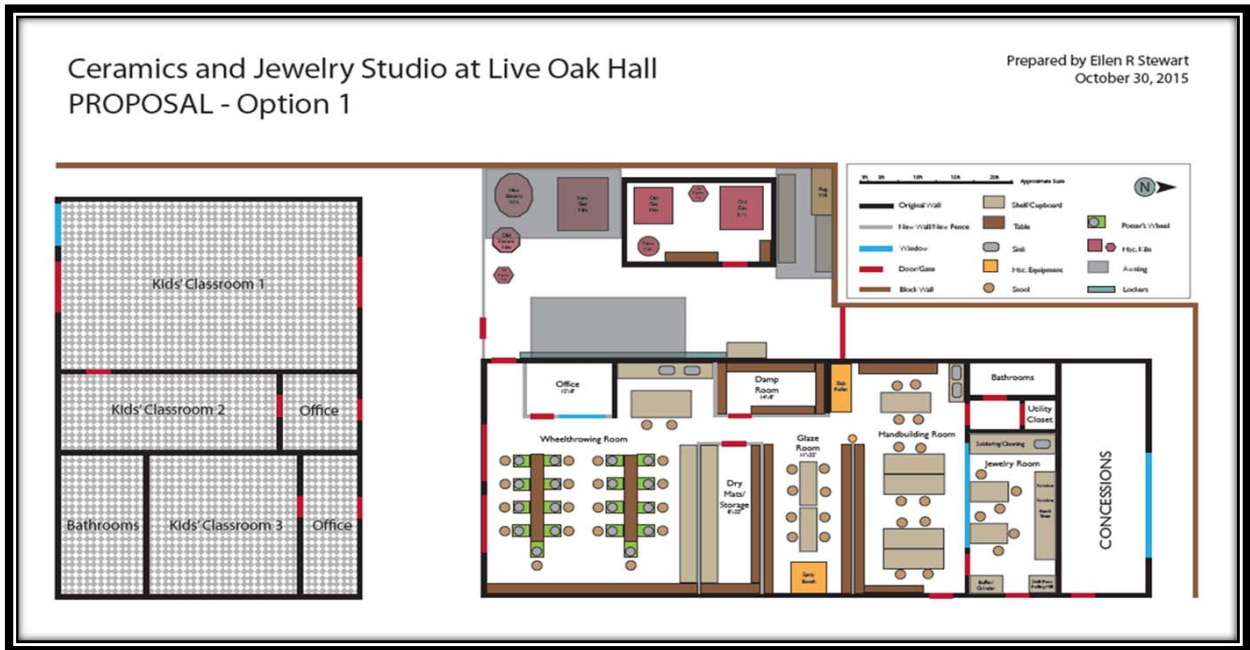 Ceramics and Jewelry Studio at Live Oak Hall
PROPOSAL - Option 1
Prepared by Ellen R Stewart
October 30, 2015
Approximate Scale
Original Wall
New Wall/New Fence
Window
Door/Gate
Block Wall
Shelf/Cupboard
Table
Sink
Misc. Equipment
Stool
Potter's Wheel
Misc. Kiln
Awning
Lockers
N
Kids' Classroom 1
Kids' Classroom 2
Office
Bathrooms
Kids' Classroom 3
Office
Office
Damp
Room
Wheelthrowing Room
Glaze
Room
Handbuilding Room
Dry
Mats/
Storage
Bathrooms
Utility
Closet
Soldering/Cleaning
Jewelry Room
CONCESSIONS